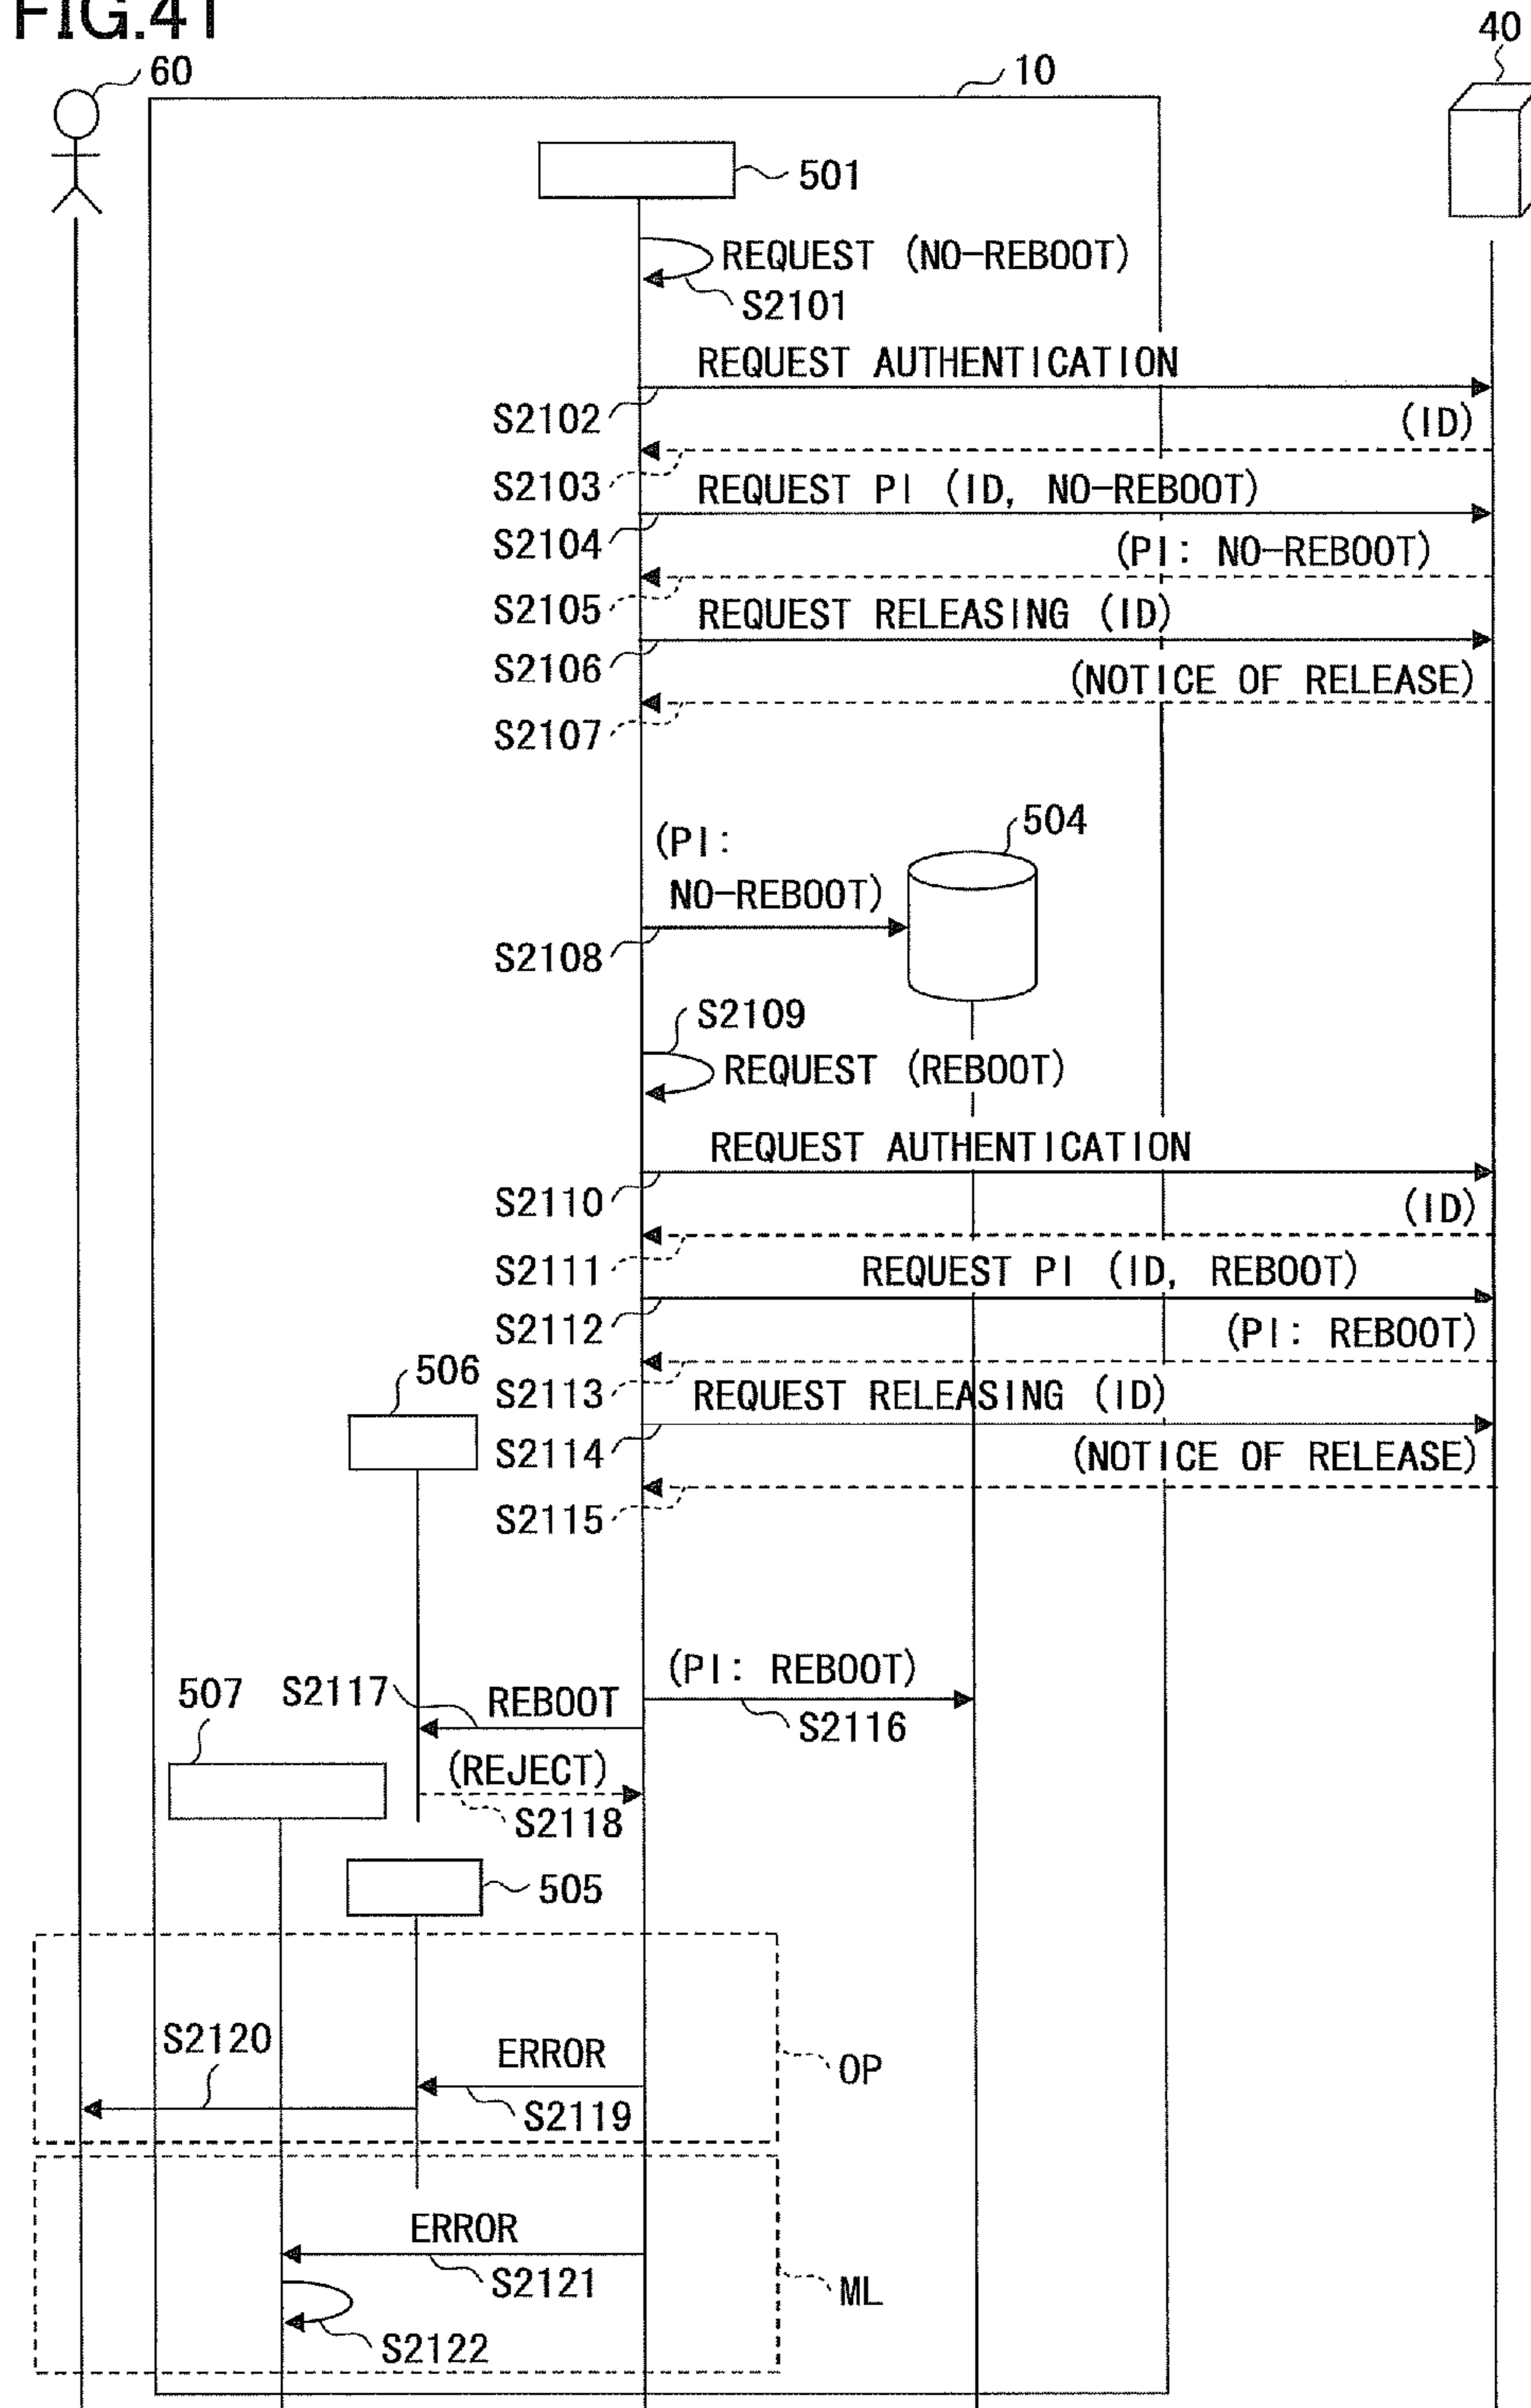 FIG.41
60
10
40
501
REQUEST (NO-REBOOT)
S2101
REQUEST AUTHENTICATION
S2102
(ID)
S2103
REQUEST PI (ID, NO-REBOOT)
S2104
(PI: NO-REBOOT)
S2105
REQUEST RELEASING (ID)
S2106
(NOTICE OF RELEASE)
S2107
504
(PI:
NO-REBOOT)
S2108
S2109
REQUEST (REBOOT)
REQUEST AUTHENTICATION
S2110
(ID)
S2111
REQUEST PI (ID, REBOOT)
S2112
(PI: REBOOT)
506
S2113
REQUEST RELEASING (ID)
S2114
(NOTICE OF RELEASE)
S2115
(PI: REBOOT)
507
S2117
REBOOT
S2116
(REJECT)
S2118
505
S2120
ERROR
OP
S2119
ERROR
S2121
ML
S2122